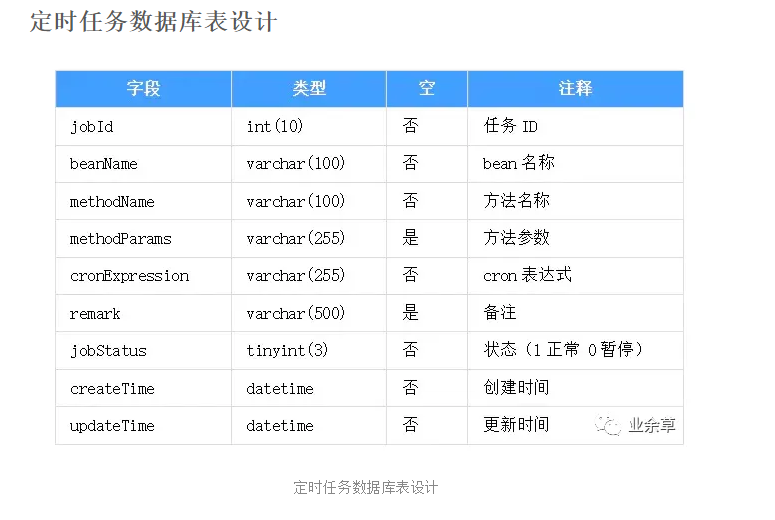 定时任务数据库表设计
字段 类型 空 注释
jobId int(10) 否 任务 ID
beanName varchar(100) 否 bean 名称
methodName varchar(100) 否 方法名称
methodParams varchar(255) 是 方法参数
cronExpression varchar(255) 否 cron 表达式
remark varchar(500) 是 备注
jobStatus tinyint(3) 否 状态（1 正常 0 暂停）
createTime datetime 否 创建时间
updateTime datetime 否 更新时间
业余草
定时任务数据库表设计